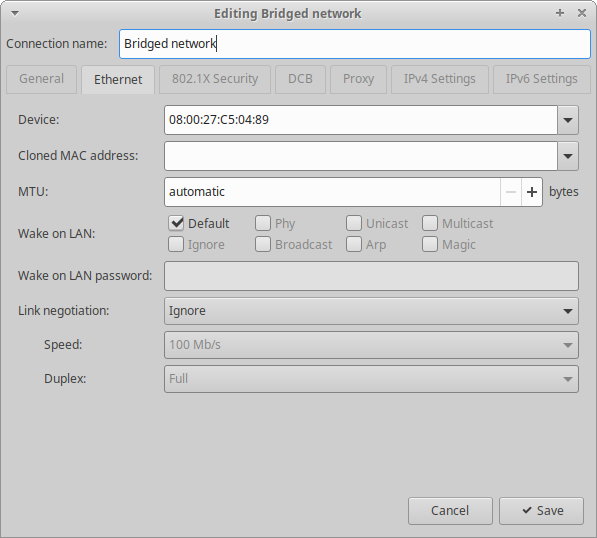 Editing Bridged network
Connection name: Bridged network
General Ethernet 802.1X Security DCB Proxy IPv4 Settings IPv6 Settings
Device: 08:00:27:C5:04:89
Cloned MAC address:
MTU: automatic bytes
Wake on LAN: Default Phy Unicast Multicast
Ignore Broadcast Arp Magic
Wake on LAN password:
Link negotiation: Ignore
Speed: 100 Mb/s
Duplex: Full
Cancel Save